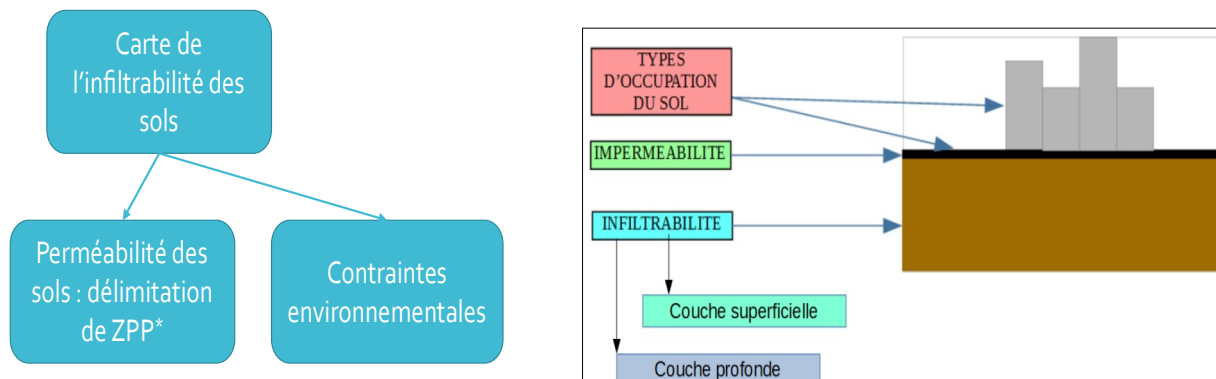 Carte de
l'infiltrabilité des
sols
Perméabilité des
sols : délimitation
de ZPP*
Contraintes
environnementales
TYPES
D'OCCUPATION
DU SOL
IMPERMEABILITE
INFILTRABILITE
Couche superficielle
Couche profonde